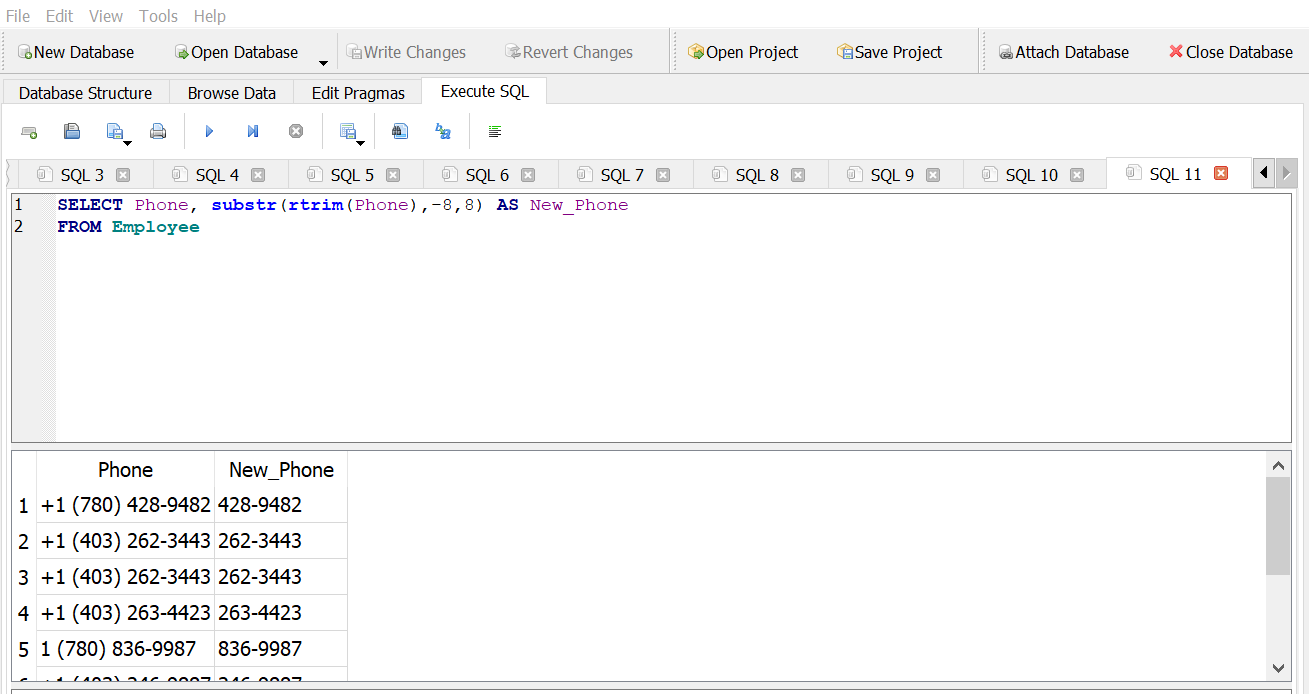 File Edit View Tools Help
New Database Open Database Write Changes Revert Changes Open Project Save Project Attach Database Close Database
Database Structure Browse Data Edit Pragmas Execute SQL
SQL 3 SQL 4 SQL 5 SQL 6 SQL 7 SQL 8 SQL 9 SQL 10 SQL 11
1 SELECT Phone, substr(rtrim(Phone),-8,8) AS New_Phone
2 FROM Employee
Phone New_Phone
1 +1 (780) 428-9482 428-9482
2 +1 (403) 262-3443 262-3443
3 +1 (403) 262-3443 262-3443
4 +1 (403) 263-4423 263-4423
5 1 (780) 836-9987 836-9987